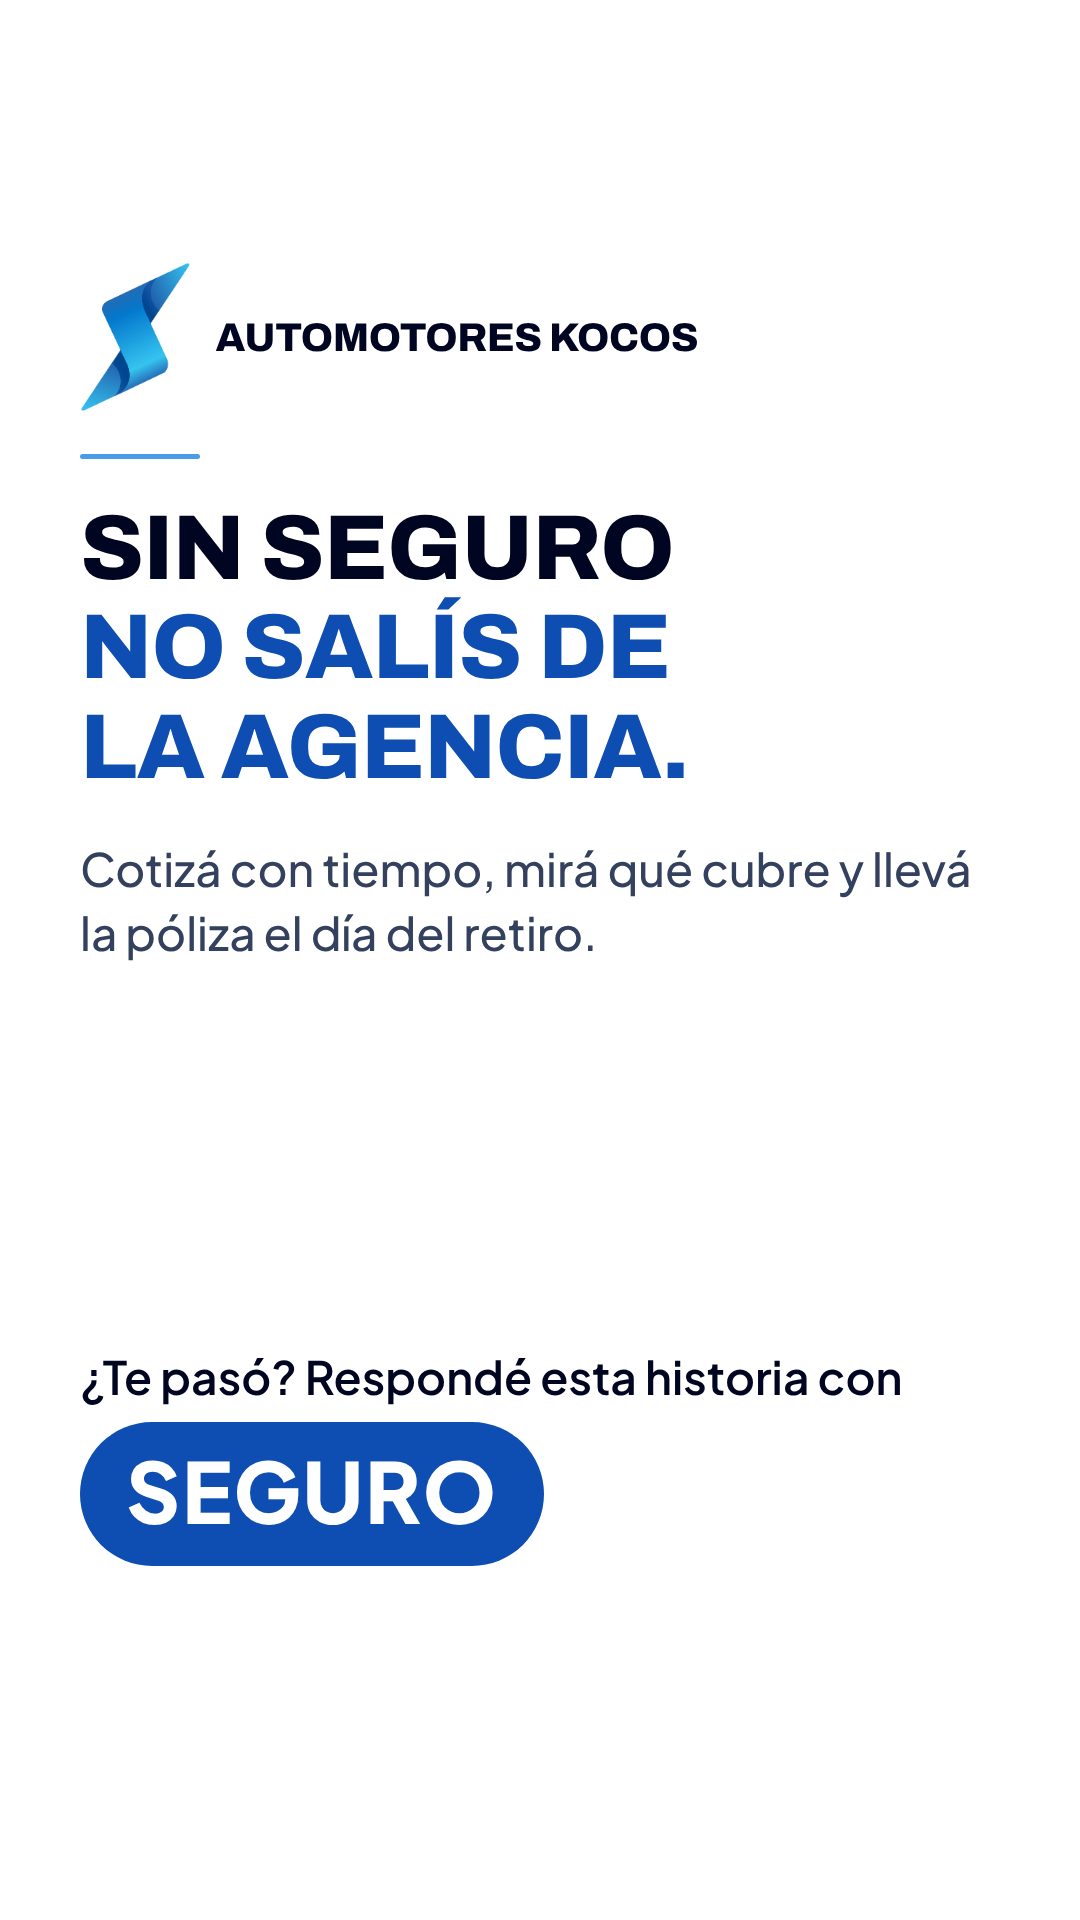 AUTOMOTORES KOCOS
SIN SEGURO
NO SALÍS DE
LA AGENCIA.
Cotizá con tiempo, mirá qué cubre y llevá
la póliza el día del retiro.
¿Te pasó? Respondé esta historia con
SEGURO